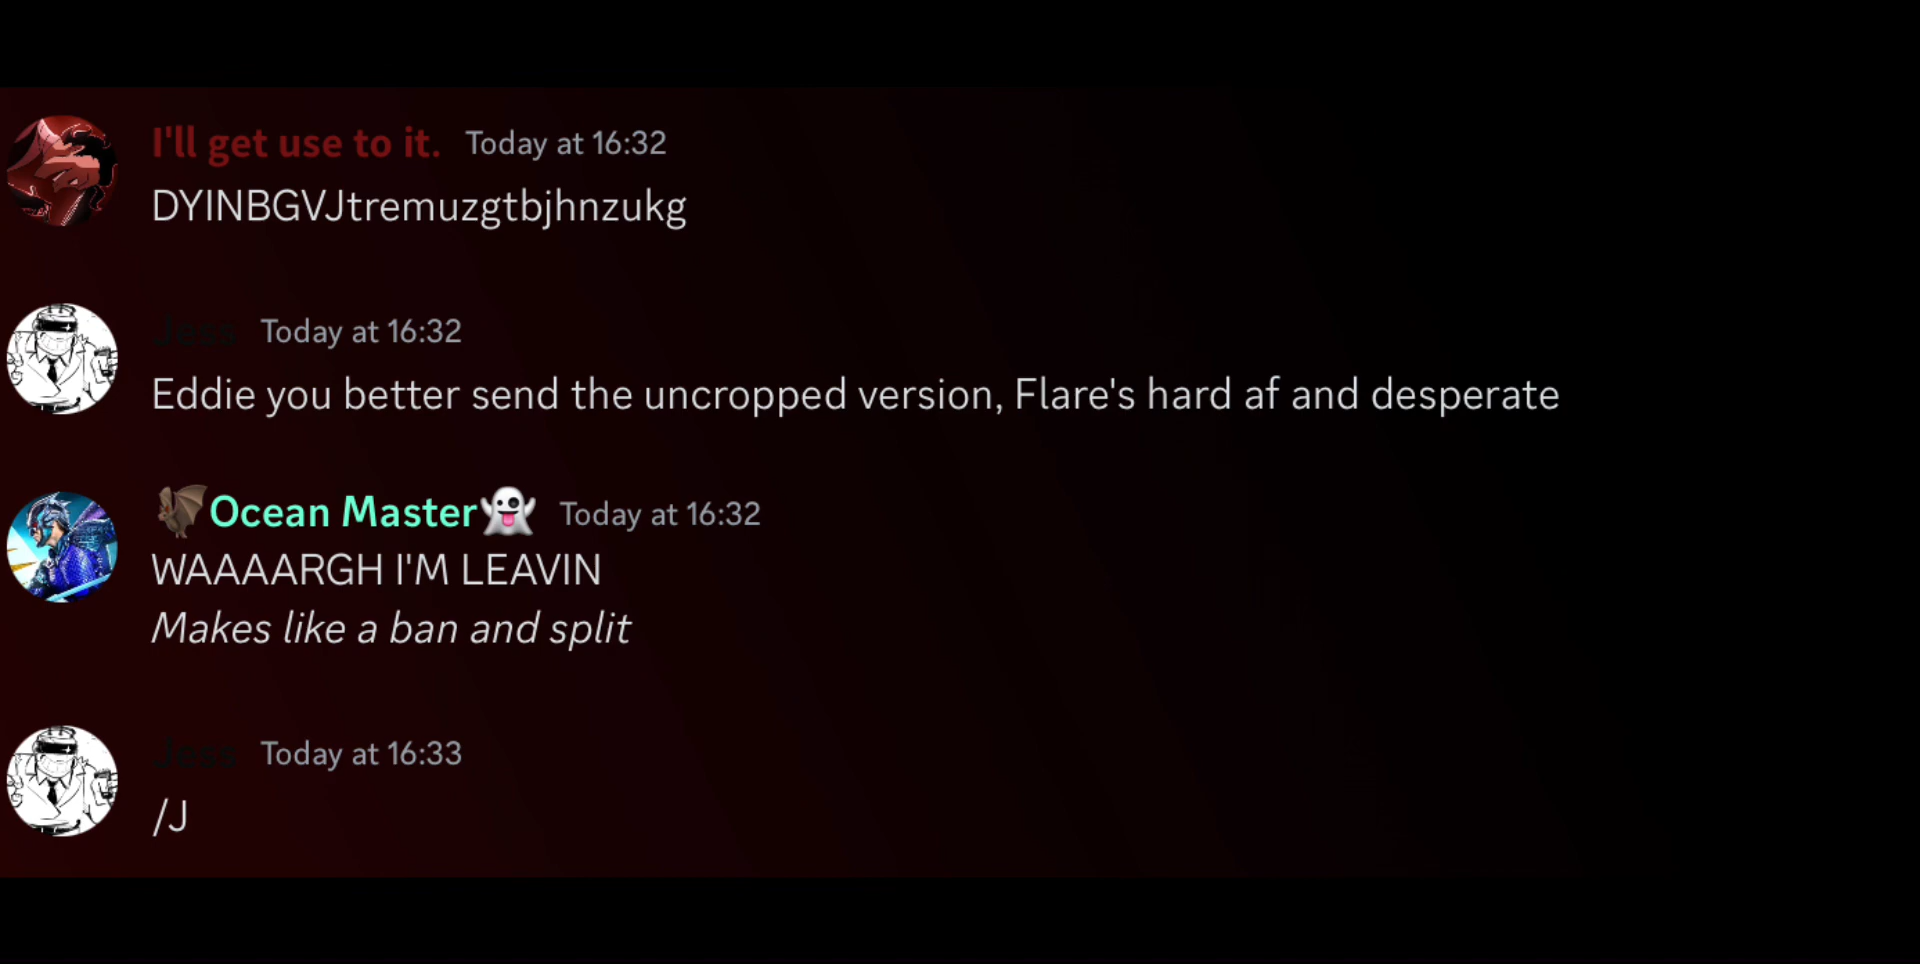 I'll get use to it. Today at 16:32
DYINBGVJtremuzgtbjhnzukg
Jess Today at 16:32
Eddie you better send the uncropped version, Flare's hard af and desperate
🦇Ocean Master👻 Today at 16:32
WAAAARGH I'M LEAVIN
Makes like a ban and split
Jess Today at 16:33
/J